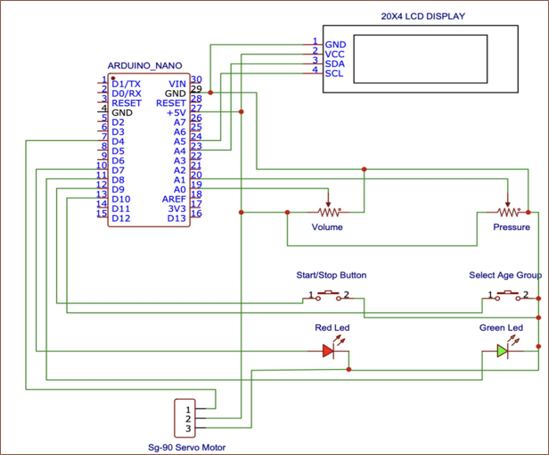 20X4 LCD DISPLAY
1 GND
2 VCC
3 SDA
4 SCL
ARDUINO_NANO
1 D1/TX VIN 30
2 D0/RX GND 29
3 RESET RESET 28
4 GND +5V 27
5 D2 A7 26
6 D3 A6 25
7 D4 A5 24
8 D5 A4 23
9 D6 A3 22
10 D7 A2 21
11 D8 A1 20
12 D9 A0 19
13 D10 AREF 18
14 D11 3V3 17
15 D12 D13 16
Volume Pressure
Start/Stop Button Select Age Group
1 2 1 2
Red Led Green Led
1
2
3
Sg-90 Servo Motor